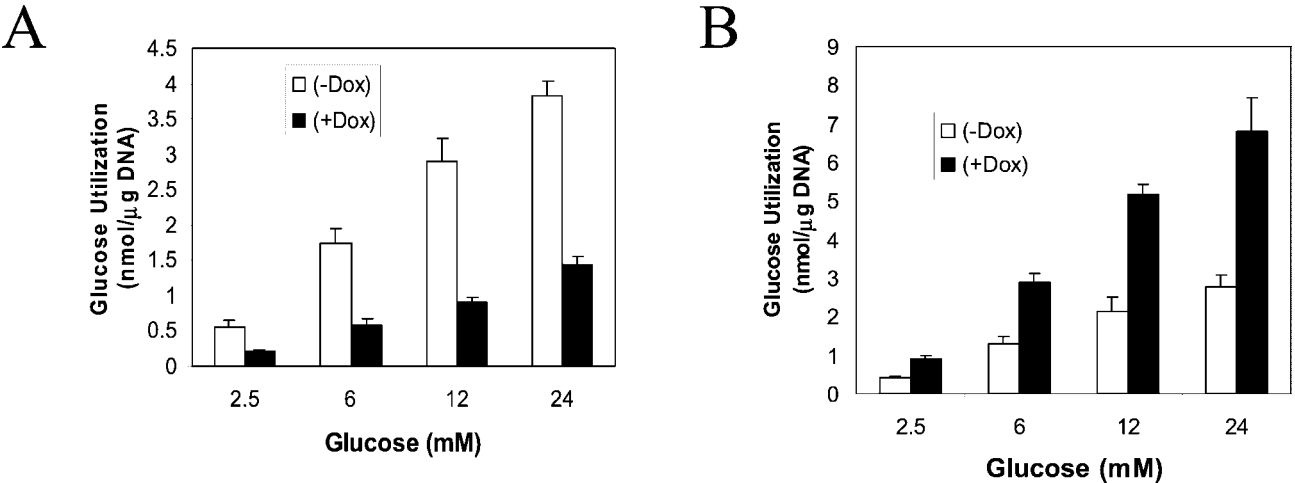 A
Glucose Utilization
(nmol/μg DNA)
4.5
4
3.5
3
2.5
2
1.5
1
0.5
0
(-Dox)
(+Dox)
2.5 6 12 24
Glucose (mM)
B
Glucose Utilization
(nmol/μg DNA)
9
8
7
6
5
4
3
2
1
0
(-Dox)
(+Dox)
2.5 6 12 24
Glucose (mM)